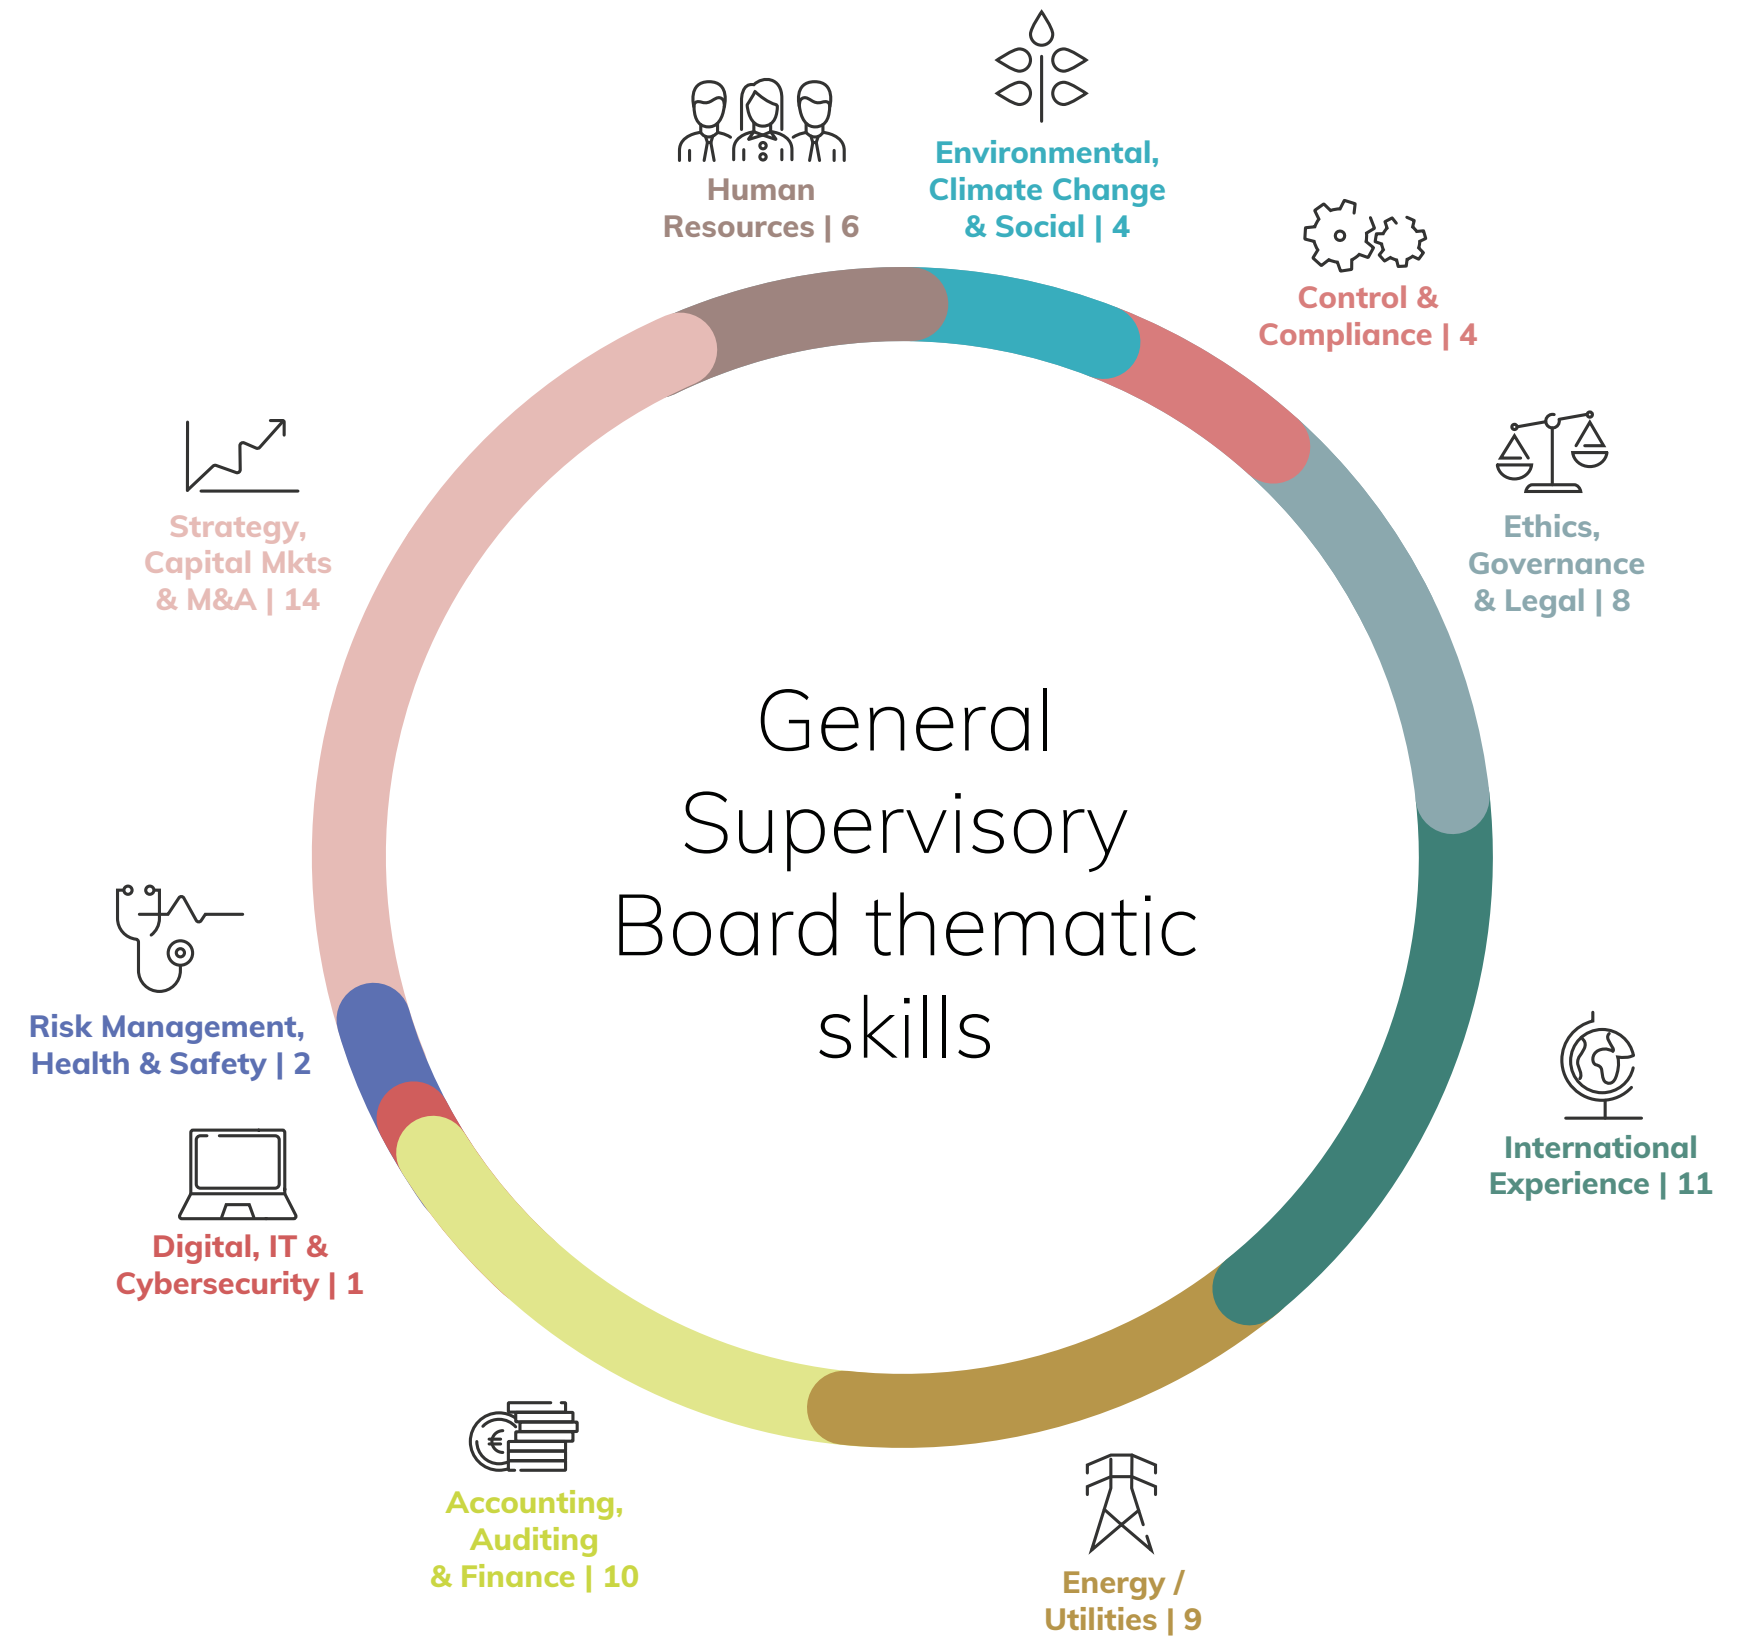 Human
Resources | 6
Environmental,
Climate Change
& Social | 4
Control &
Compliance | 4
Ethics,
Governance
& Legal | 8
International
Experience | 11
Energy /
Utilities | 9
Accounting,
Auditing
& Finance | 10
Digital, IT &
Cybersecurity | 1
Risk Management,
Health & Safety | 2
Strategy,
Capital Mkts
& M&A | 14
General
Supervisory
Board thematic
skills
€